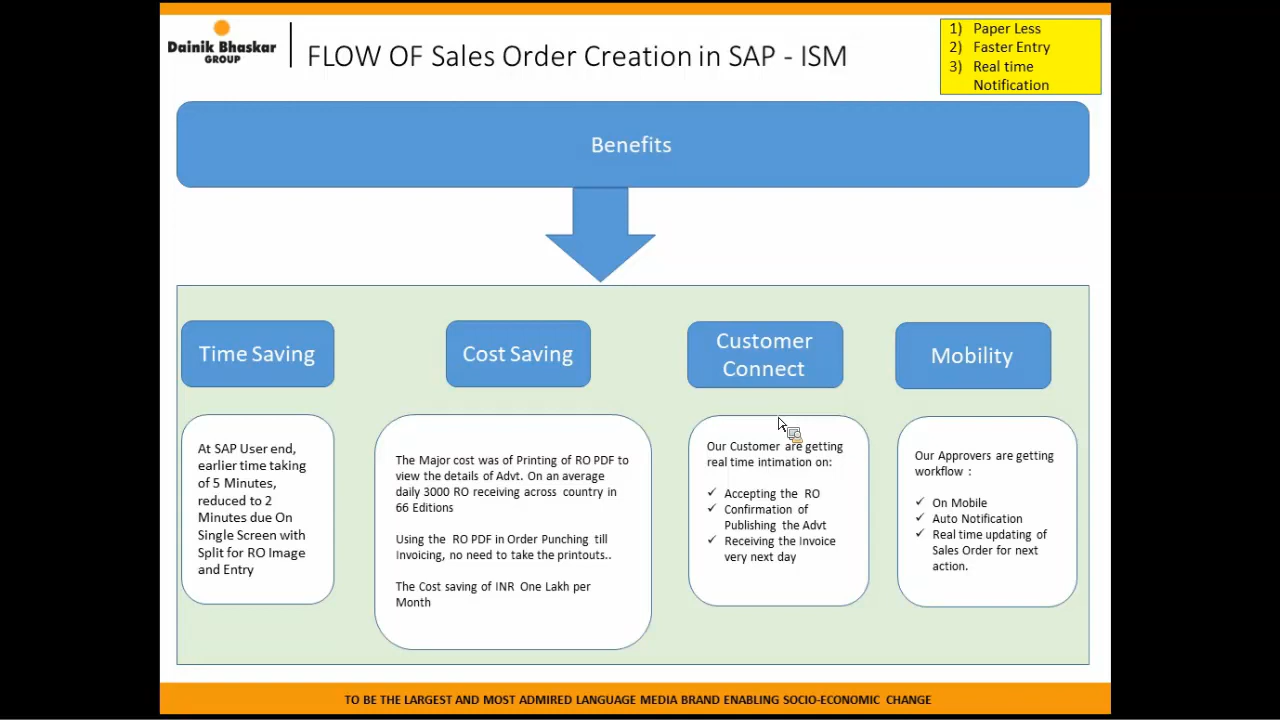 Dainik Bhaskar
GROUP
FLOW OF Sales Order Creation in SAP - ISM
1) Paper Less
2) Faster Entry
3) Real time
Notification
Benefits
Time Saving
At SAP User end,
earlier time taking
of 5 Minutes,
reduced to 2
Minutes due On
Single Screen with
Split for RO Image
and Entry
Cost Saving
The Major cost was of Printing of RO PDF to
view the details of Advt. On an average
daily 3000 RO receiving across country in
66 Editions
Using the RO PDF in Order Punching till
Invoicing, no need to take the printouts..
The Cost saving of INR One Lakh per
Month
Customer
Connect
Our Customer are getting
real time intimation on:
✓ Accepting the RO
✓ Confirmation of
Publishing the Advt
✓ Receiving the Invoice
very next day
Mobility
Our Approvers are getting
workflow :
✓ On Mobile
✓ Auto Notification
✓ Real time updating of
Sales Order for next
action.
TO BE THE LARGEST AND MOST ADMIRED LANGUAGE MEDIA BRAND ENABLING SOCIO-ECONOMIC CHANGE